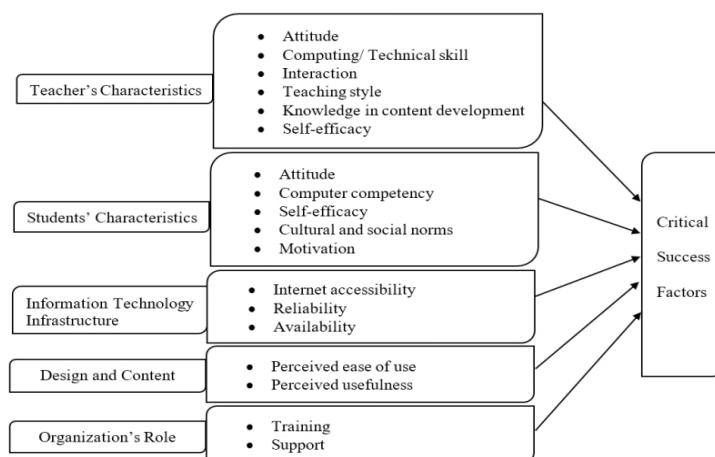 Teacher's Characteristics
• Attitude
• Computing/ Technical skill
• Interaction
• Teaching style
• Knowledge in content development
• Self-efficacy
Students' Characteristics
• Attitude
• Computer competency
• Self-efficacy
• Cultural and social norms
• Motivation
Information Technology
Infrastructure
• Internet accessibility
• Reliability
• Availability
Design and Content
• Perceived ease of use
• Perceived usefulness
Organization's Role
• Training
• Support
Critical
Success
Factors